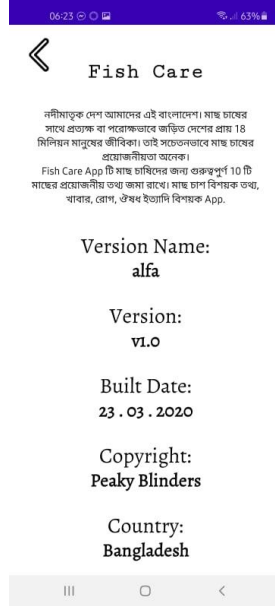 06:23 63%
Fish Care
নদীমাতৃক দেশ আমাদের এই বাংলাদেশ। মাছ চাষের
সাথে প্রত্যক্ষ বা পরোক্ষভাবে জড়িত দেশের প্রায় 18
মিলিয়ন মানুষের জীবিকা। তাই সচেতনভাবে মাছ চাষের
প্রয়োজনীয়তা অনেক।
Fish Care App টি মাছ চাষিদের জন্য গুরুত্বপুর্ণ 10 টি
মাছের প্রয়োজনীয় তথ্য জমা রাখে। মাছ চাশ বিশয়ক তথ্য,
খাবার, রোগ, ঔষধ ইত্যাদি বিশয়ক App.
Version Name:
alfa
Version:
v1.0
Built Date:
23 . 03 . 2020
Copyright:
Peaky Blinders
Country:
Bangladesh